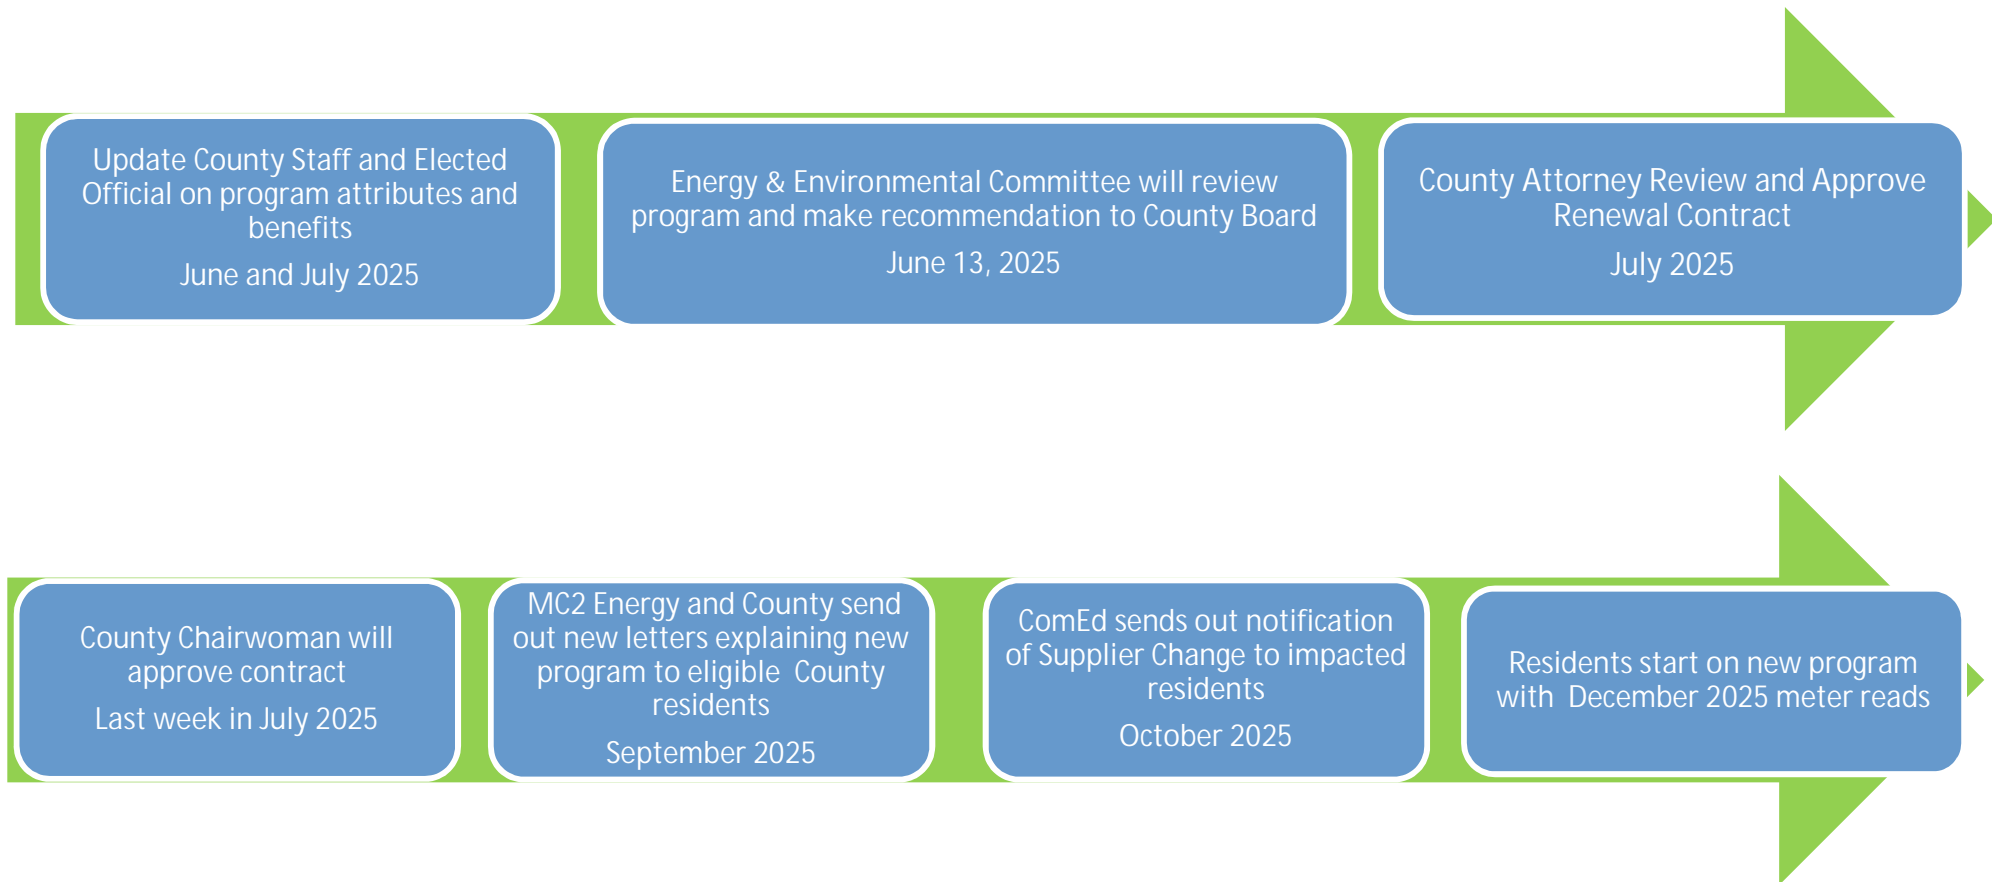 Update County Staff and Elected
Official on program attributes and
benefits
June and July 2025
Energy & Environmental Committee will review
program and make recommendation to County Board
June 13, 2025
County Attorney Review and Approve
Renewal Contract
July 2025
County Chairwoman will
approve contract
Last week in July 2025
MC2 Energy and County send
out new letters explaining new
program to eligible  County
residents
September 2025
ComEd sends out notification
of Supplier Change to impacted
residents
October 2025
Residents start on new program
with  December 2025 meter reads